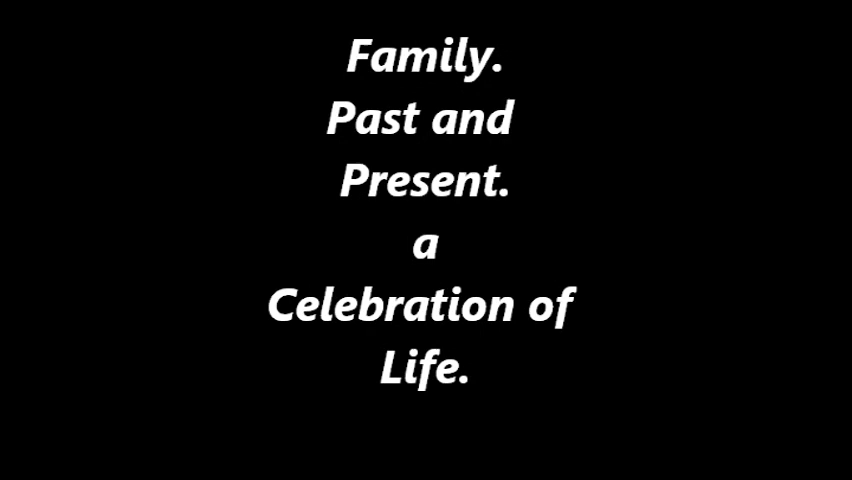 Family.
Past and
Present.
a
Celebration of
Life.